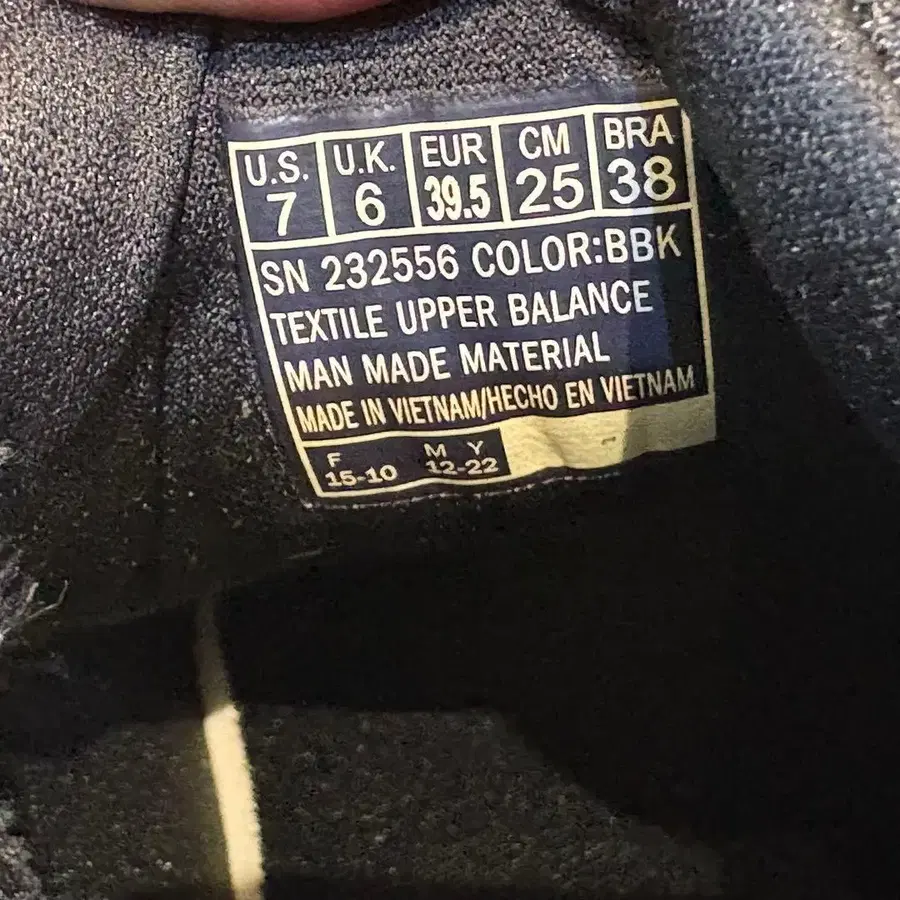 U.S. U.K. EUR CM BRA
7 6 39.5 25 38
SN 232556 COLOR:BBK
TEXTILE UPPER BALANCE
MAN MADE MATERIAL
MADE IN VIETNAM/HECHO EN VIETNAM
F M Y
15-10 12-22